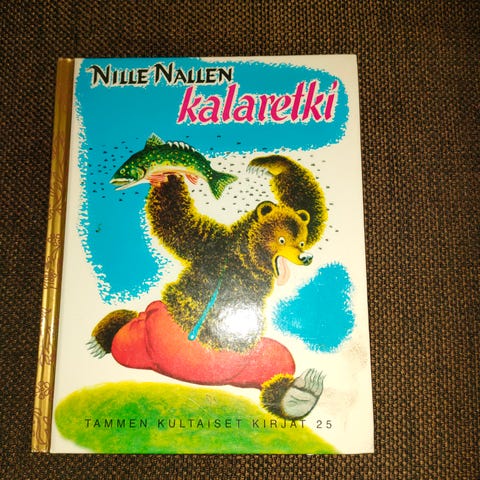 NILLE NALLEN
kalaretki
TAMMEN KULTAISET KIRJAT 25